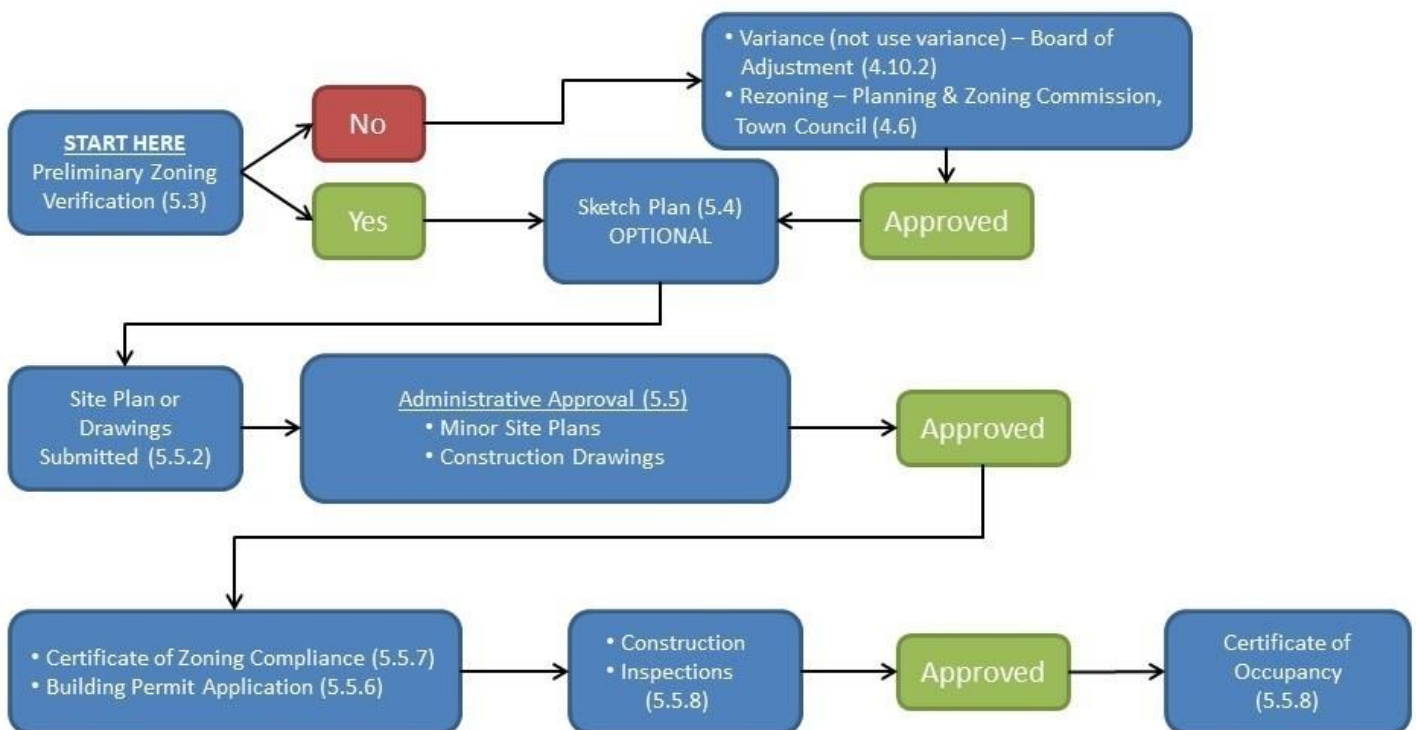 START HERE
Preliminary Zoning
Verification (5.3)
No
Yes
• Variance (not use variance) – Board of
Adjustment (4.10.2)
• Rezoning – Planning & Zoning Commission,
Town Council (4.6)
Sketch Plan (5.4)
OPTIONAL
Approved
Site Plan or
Drawings
Submitted (5.5.2)
Administrative Approval (5.5)
• Minor Site Plans
• Construction Drawings
Approved
• Certificate of Zoning Compliance (5.5.7)
• Building Permit Application (5.5.6)
• Construction
• Inspections
(5.5.8)
Approved
Certificate of
Occupancy
(5.5.8)